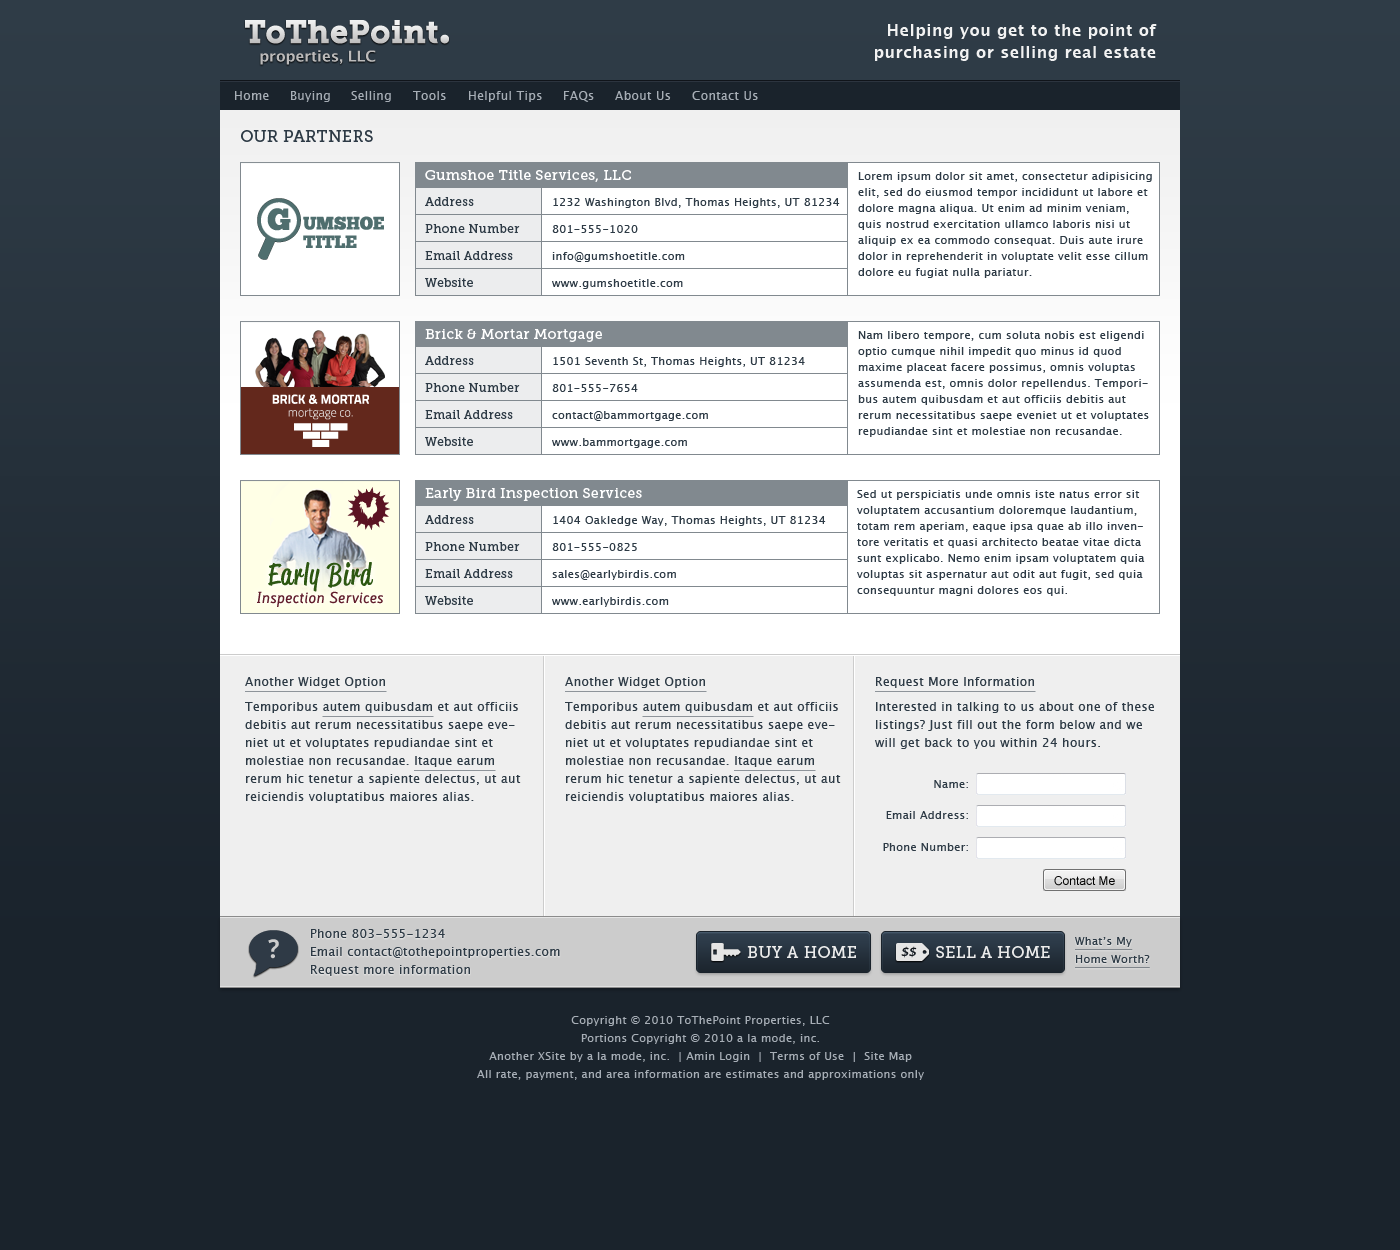 ToThePoint.
properties, LLC
Helping you get to the point of
purchasing or selling real estate
Home Buying Selling Tools Helpful Tips FAQs About Us Contact Us
OUR PARTNERS
GUMSHOE
TITLE
Gumshoe Title Services, LLC
Address 1232 Washington Blvd, Thomas Heights, UT 81234
Phone Number 801-555-1020
Email Address info@gumshoetitle.com
Website www.gumshoetitle.com
Lorem ipsum dolor sit amet, consectetur adipisicing
elit, sed do eiusmod tempor incididunt ut labore et
dolore magna aliqua. Ut enim ad minim veniam,
quis nostrud exercitation ullamco laboris nisi ut
aliquip ex ea commodo consequat. Duis aute irure
dolor in reprehenderit in voluptate velit esse cillum
dolore eu fugiat nulla pariatur.
BRICK & MORTAR
mortgage co.
Brick & Mortar Mortgage
Address 1501 Seventh St, Thomas Heights, UT 81234
Phone Number 801-555-7654
Email Address contact@bammortgage.com
Website www.bammortgage.com
Nam libero tempore, cum soluta nobis est eligendi
optio cumque nihil impedit quo minus id quod
maxime placeat facere possimus, omnis voluptas
assumenda est, omnis dolor repellendus. Tempori-
bus autem quibusdam et aut officiis debitis aut
rerum necessitatibus saepe eveniet ut et voluptates
repudiandae sint et molestiae non recusandae.
Early Bird
Inspection Services
Early Bird Inspection Services
Address 1404 Oakledge Way, Thomas Heights, UT 81234
Phone Number 801-555-0825
Email Address sales@earlybirdis.com
Website www.earlybirdis.com
Sed ut perspiciatis unde omnis iste natus error sit
voluptatem accusantium doloremque laudantium,
totam rem aperiam, eaque ipsa quae ab illo inven-
tore veritatis et quasi architecto beatae vitae dicta
sunt explicabo. Nemo enim ipsam voluptatem quia
voluptas sit aspernatur aut odit aut fugit, sed quia
consequuntur magni dolores eos qui.
Another Widget Option
Temporibus autem quibusdam et aut officiis
debitis aut rerum necessitatibus saepe eve-
niet ut et voluptates repudiandae sint et
molestiae non recusandae. Itaque earum
rerum hic tenetur a sapiente delectus, ut aut
reiciendis voluptatibus maiores alias.
Another Widget Option
Temporibus autem quibusdam et aut officiis
debitis aut rerum necessitatibus saepe eve-
niet ut et voluptates repudiandae sint et
molestiae non recusandae. Itaque earum
rerum hic tenetur a sapiente delectus, ut aut
reiciendis voluptatibus maiores alias.
Request More Information
Interested in talking to us about one of these
listings? Just fill out the form below and we
will get back to you within 24 hours.
Name:
Email Address:
Phone Number:
Contact Me
?
Phone 803-555-1234
Email contact@tothepointproperties.com
Request more information
BUY A HOME
$$ SELL A HOME
What's My
Home Worth?
Copyright © 2010 ToThePoint Properties, LLC
Portions Copyright © 2010 a la mode, inc.
Another XSite by a la mode, inc. | Amin Login | Terms of Use | Site Map
All rate, payment, and area information are estimates and approximations only